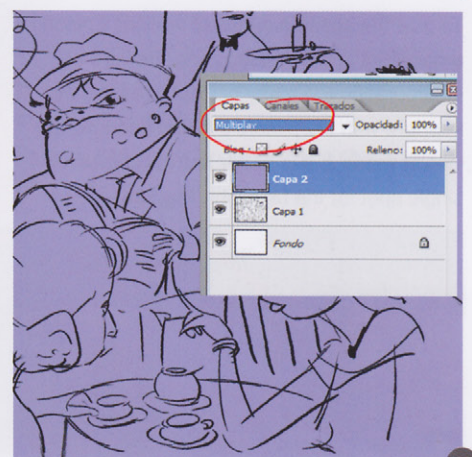 Capas Canales Trazados
Multiplicar Opacidad: 100%
Bloq.: Relleno: 100%
Capa 2
Capa 1
Fondo